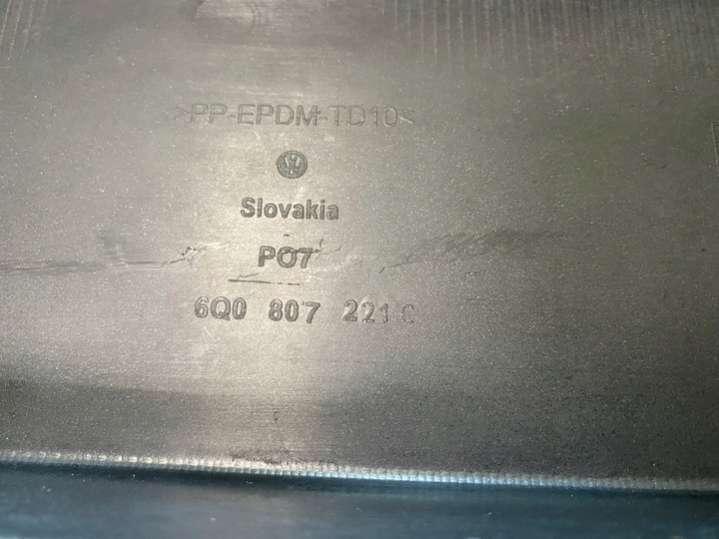 >PP-EPDM-TD10<
Slovakia
PO7
6Q0 807 221 C